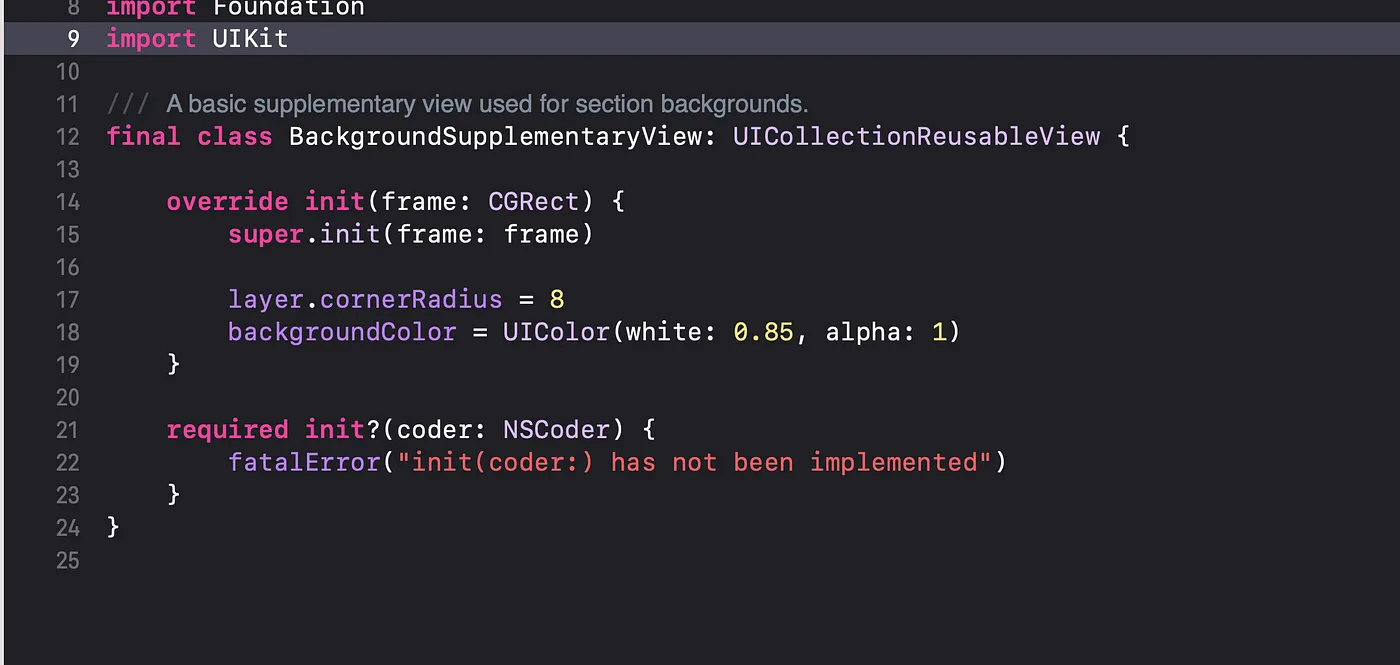 8 import Foundation
9 import UIKit
10
11 /// A basic supplementary view used for section backgrounds.
12 final class BackgroundSupplementaryView: UICollectionReusableView {
13
14     override init(frame: CGRect) {
15         super.init(frame: frame)
16
17         layer.cornerRadius = 8
18         backgroundColor = UIColor(white: 0.85, alpha: 1)
19     }
20
21     required init?(coder: NSCoder) {
22         fatalError("init(coder:) has not been implemented")
23     }
24 }
25